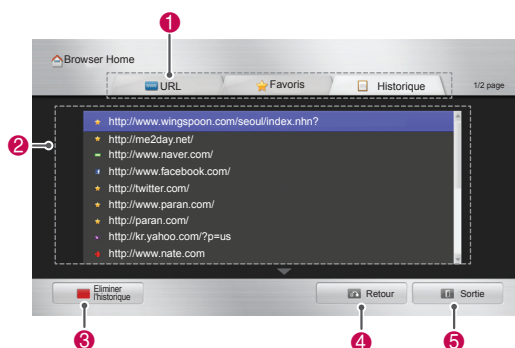 1
Browser Home
URL
Favoris
Historique
1/2 page
2
http://www.wingspoon.com/seoul/index.nhn?
http://me2day.net/
http://www.naver.com/
http://www.facebook.com/
http://twitter.com/
http://www.paran.com/
http://paran.com/
http://kr.yahoo.com/?p=us
http://www.nate.com
Eliminer
l'historique
Retour
Sortie
3
4
5